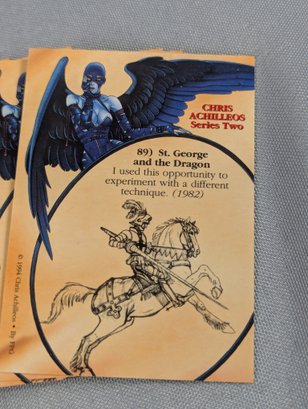 CHRIS
ACHILLEOS
Series Two
89) St. George
and the Dragon
I used this opportunity to
experiment with a different
technique. (1982)
© 1994 Chris Achilleos • By FPG